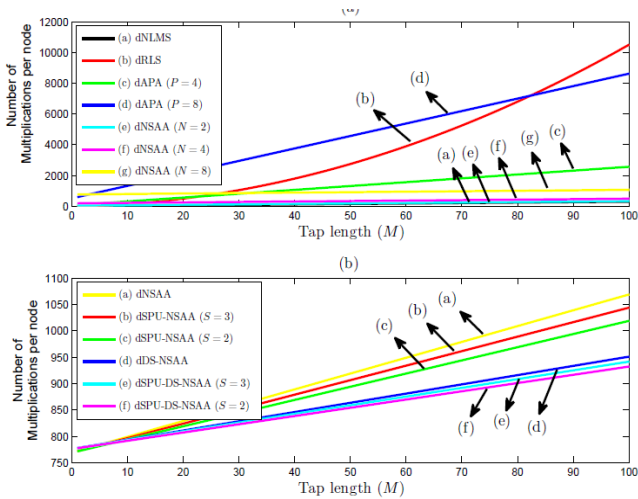 (a)
12000
10000
8000
6000
4000
2000
0
Number of
Multiplications per node
(a) dNLMS
(b) dRLS
(c) dAPA (P = 4)
(d) dAPA (P = 8)
(e) dNSAA (N = 2)
(f) dNSAA (N = 4)
(g) dNSAA (N = 8)
(b)
(d)
(a)
(e)
(f)
(g)
(c)
10 20 30 40 50 60 70 80 90 100
Tap length (M)
(b)
1100
1050
1000
950
900
850
800
750
Number of
Multiplications per node
(a) dNSAA
(b) dSPU-NSAA (S = 3)
(c) dSPU-NSAA (S = 2)
(d) dDS-NSAA
(e) dSPU-DS-NSAA (S = 3)
(f) dSPU-DS-NSAA (S = 2)
(c)
(b)
(a)
(f)
(e)
(d)
0 10 20 30 40 50 60 70 80 90 100
Tap length (M)